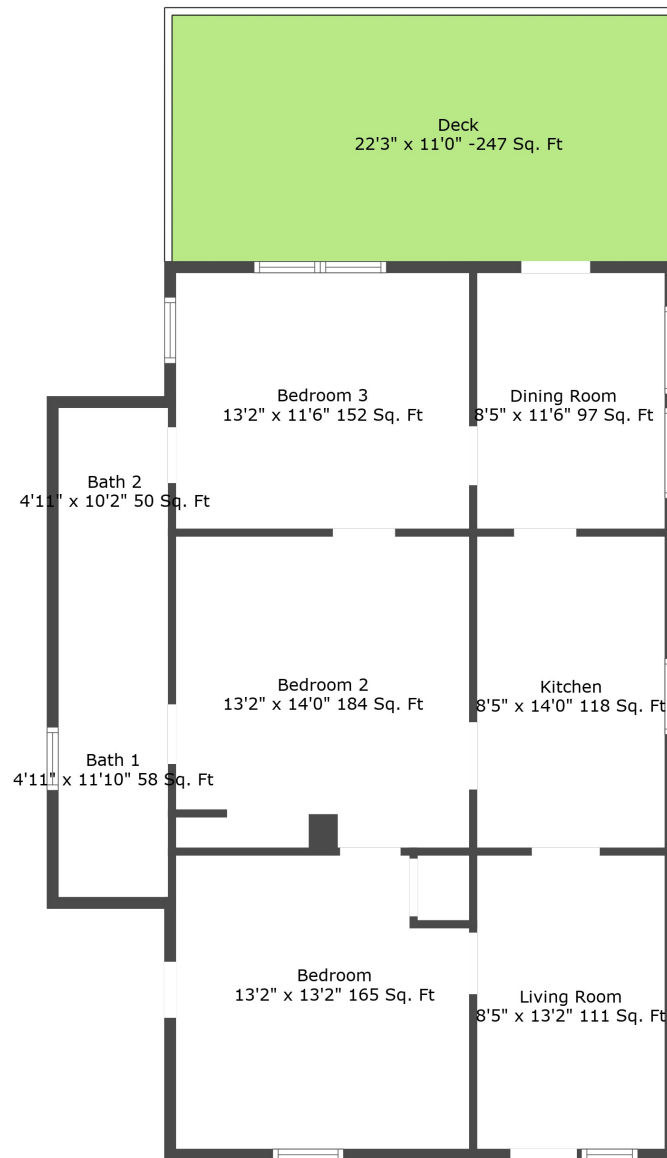 Deck
22'3" x 11'0" -247 Sq. Ft
Bedroom 3
13'2" x 11'6" 152 Sq. Ft
Dining Room
8'5" x 11'6" 97 Sq. Ft
Bath 2
4'11" x 10'2" 50 Sq. Ft
Bedroom 2
13'2" x 14'0" 184 Sq. Ft
Kitchen
8'5" x 14'0" 118 Sq. Ft
Bath 1
4'11" x 11'10" 58 Sq. Ft
Bedroom
13'2" x 13'2" 165 Sq. Ft
Living Room
8'5" x 13'2" 111 Sq. Ft